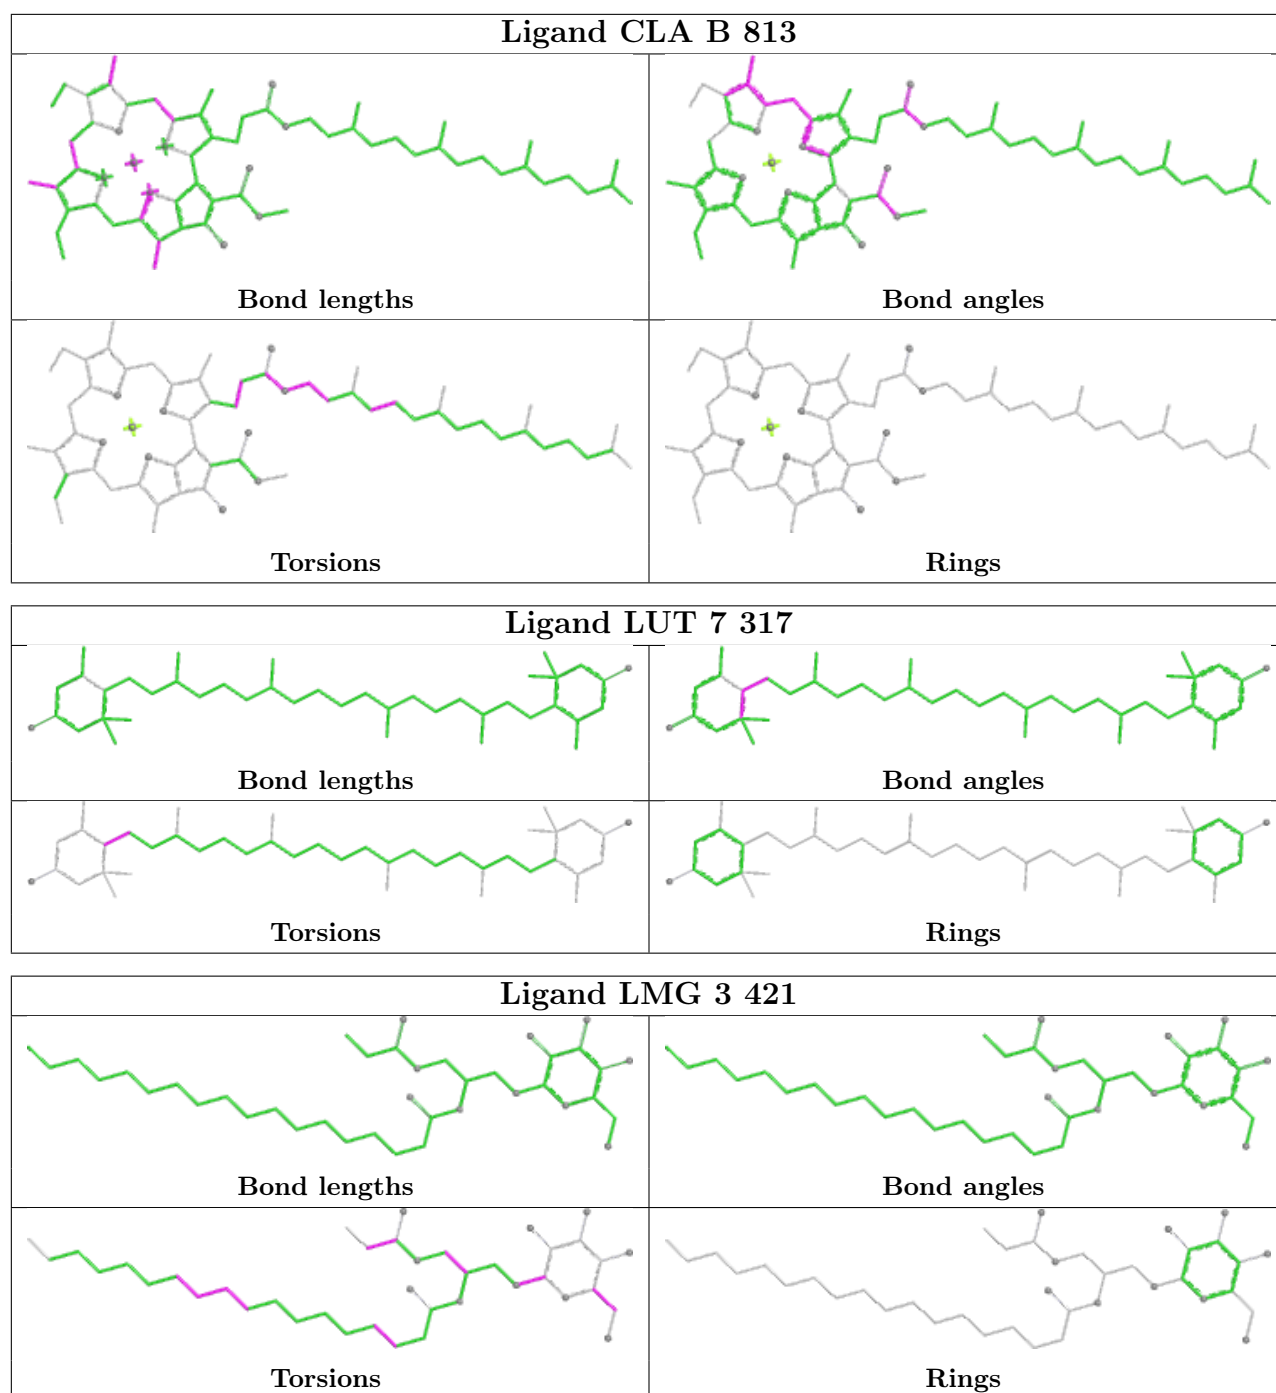 Ligand CLA B 813
Bond lengths
Bond angles
Torsions
Rings
Ligand LUT 7 317
Bond lengths
Bond angles
Torsions
Rings
Ligand LMG 3 421
Bond lengths
Bond angles
Torsions
Rings